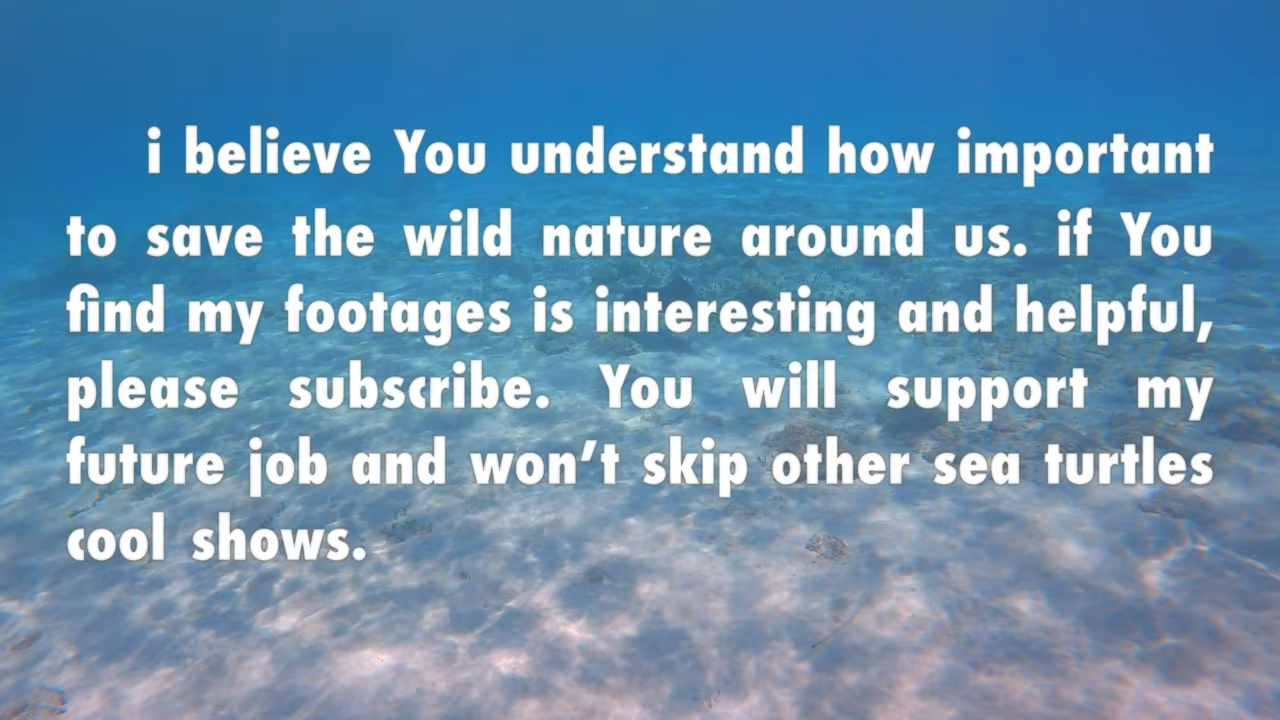 i believe You understand how important
to save the wild nature around us. if You
find my footages is interesting and helpful,
please subscribe. You will support my
future job and won’t skip other sea turtles
cool shows.